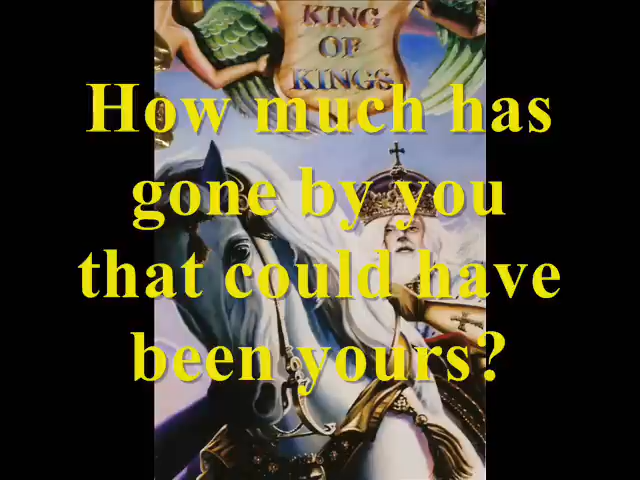 KING
OF
KINGS
How much has
gone by you
that could have
been yours?